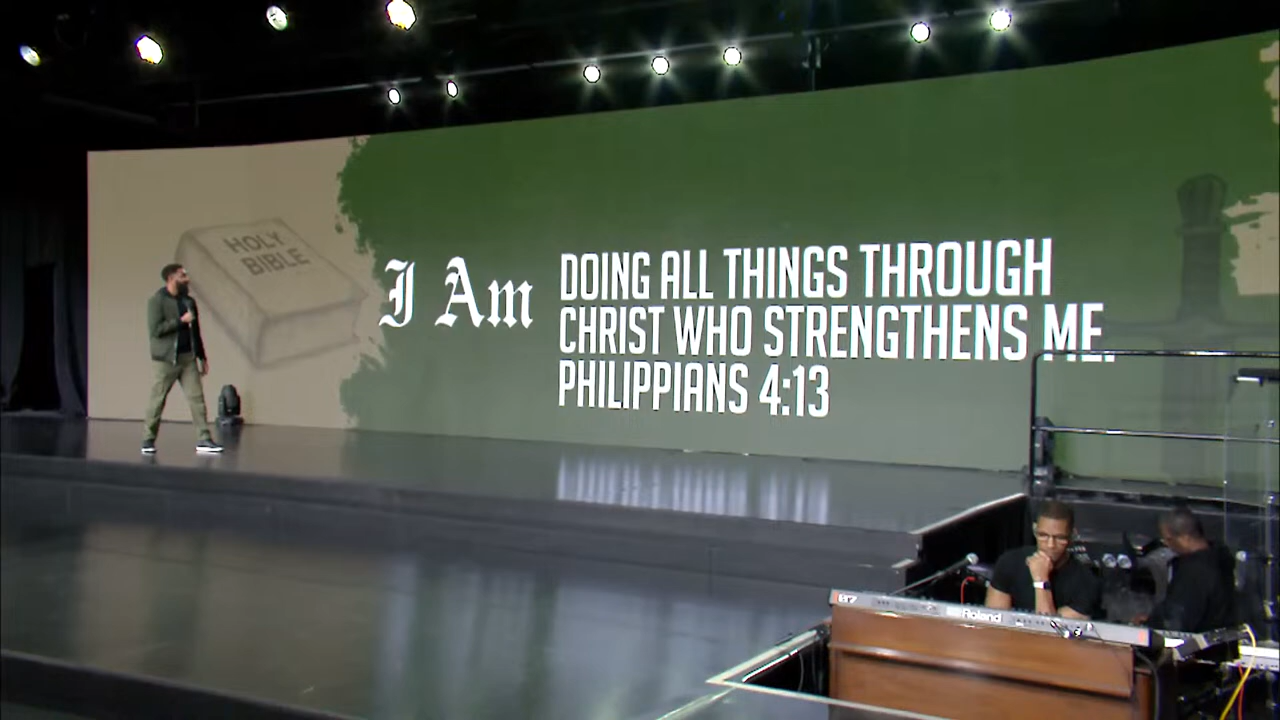 HOLY
BIBLE
I Am
DOING ALL THINGS THROUGH
CHRIST WHO STRENGTHENS ME.
PHILIPPIANS 4:13
Roland